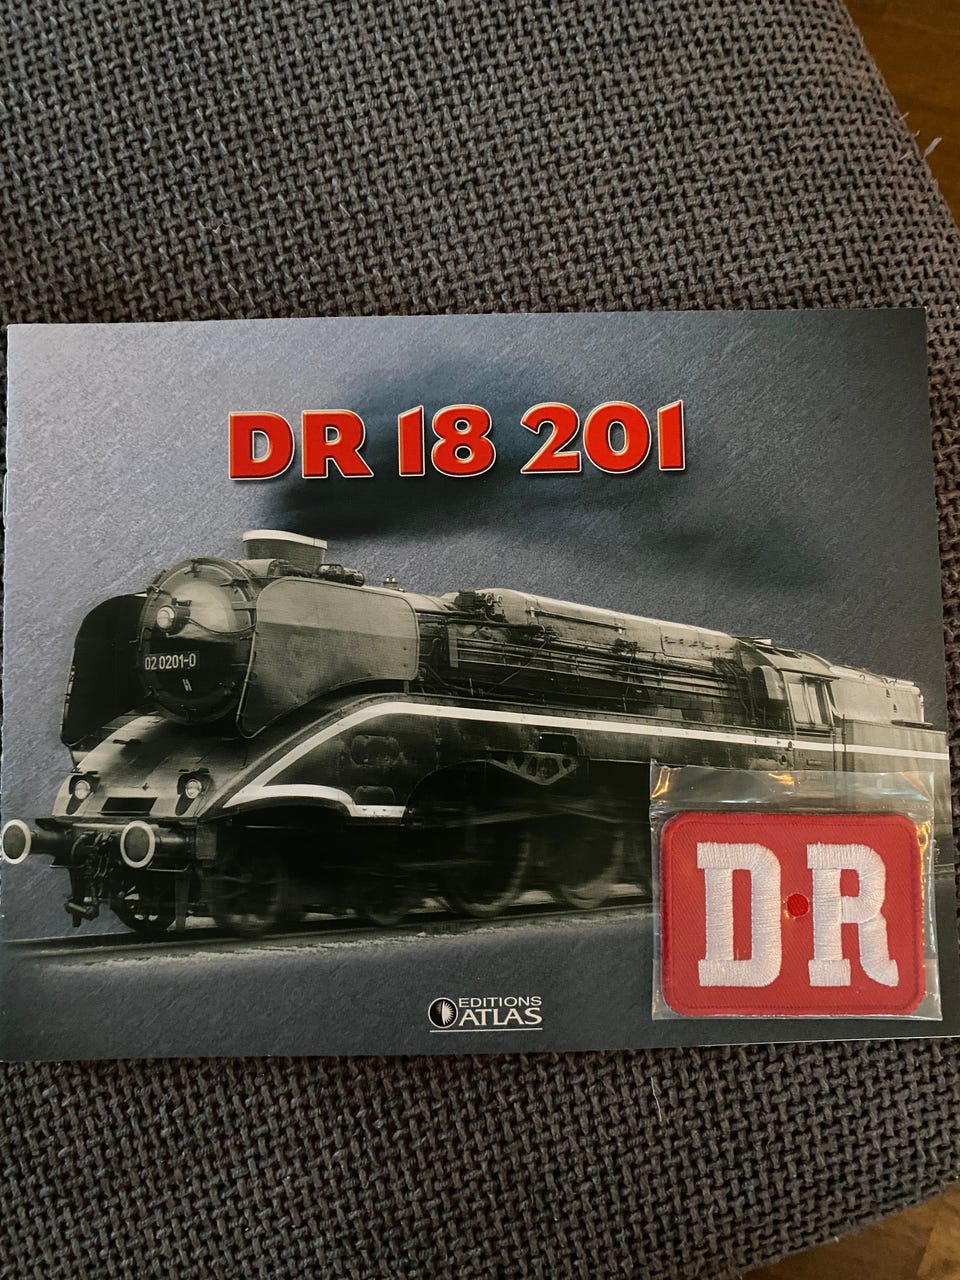 DR 18 201
02 0201-0
D·R
EDITIONS
ATLAS